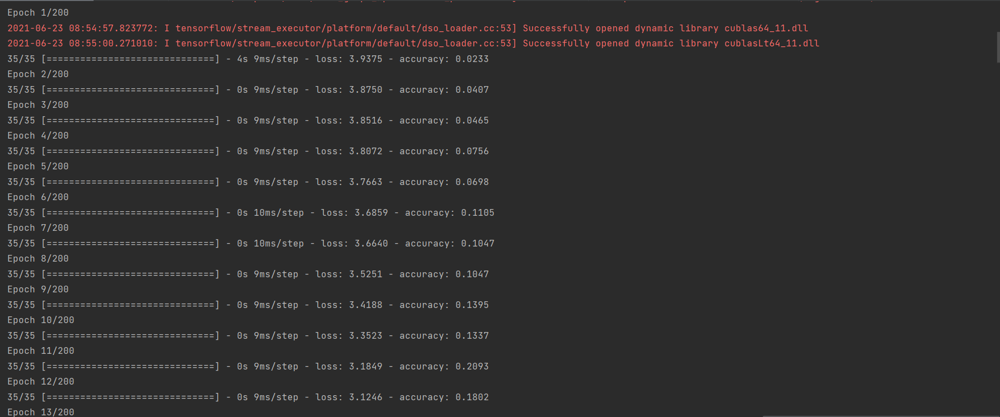 Epoch 1/200
2021-06-23 08:54:57.823772: I tensorflow/stream_executor/platform/default/dso_loader.cc:53] Successfully opened dynamic library cublas64_11.dll
2021-06-23 08:55:00.271010: I tensorflow/stream_executor/platform/default/dso_loader.cc:53] Successfully opened dynamic library cublasLt64_11.dll
35/35 [==============================] - 4s 9ms/step - loss: 3.9375 - accuracy: 0.0233
Epoch 2/200
35/35 [==============================] - 0s 9ms/step - loss: 3.8750 - accuracy: 0.0407
Epoch 3/200
35/35 [==============================] - 0s 9ms/step - loss: 3.8516 - accuracy: 0.0465
Epoch 4/200
35/35 [==============================] - 0s 9ms/step - loss: 3.8072 - accuracy: 0.0756
Epoch 5/200
35/35 [==============================] - 0s 9ms/step - loss: 3.7663 - accuracy: 0.0698
Epoch 6/200
35/35 [==============================] - 0s 10ms/step - loss: 3.6859 - accuracy: 0.1105
Epoch 7/200
35/35 [==============================] - 0s 10ms/step - loss: 3.6640 - accuracy: 0.1047
Epoch 8/200
35/35 [==============================] - 0s 9ms/step - loss: 3.5251 - accuracy: 0.1047
Epoch 9/200
35/35 [==============================] - 0s 9ms/step - loss: 3.4188 - accuracy: 0.1395
Epoch 10/200
35/35 [==============================] - 0s 9ms/step - loss: 3.3523 - accuracy: 0.1337
Epoch 11/200
35/35 [==============================] - 0s 9ms/step - loss: 3.1849 - accuracy: 0.2093
Epoch 12/200
35/35 [==============================] - 0s 9ms/step - loss: 3.1246 - accuracy: 0.1802
Epoch 13/200